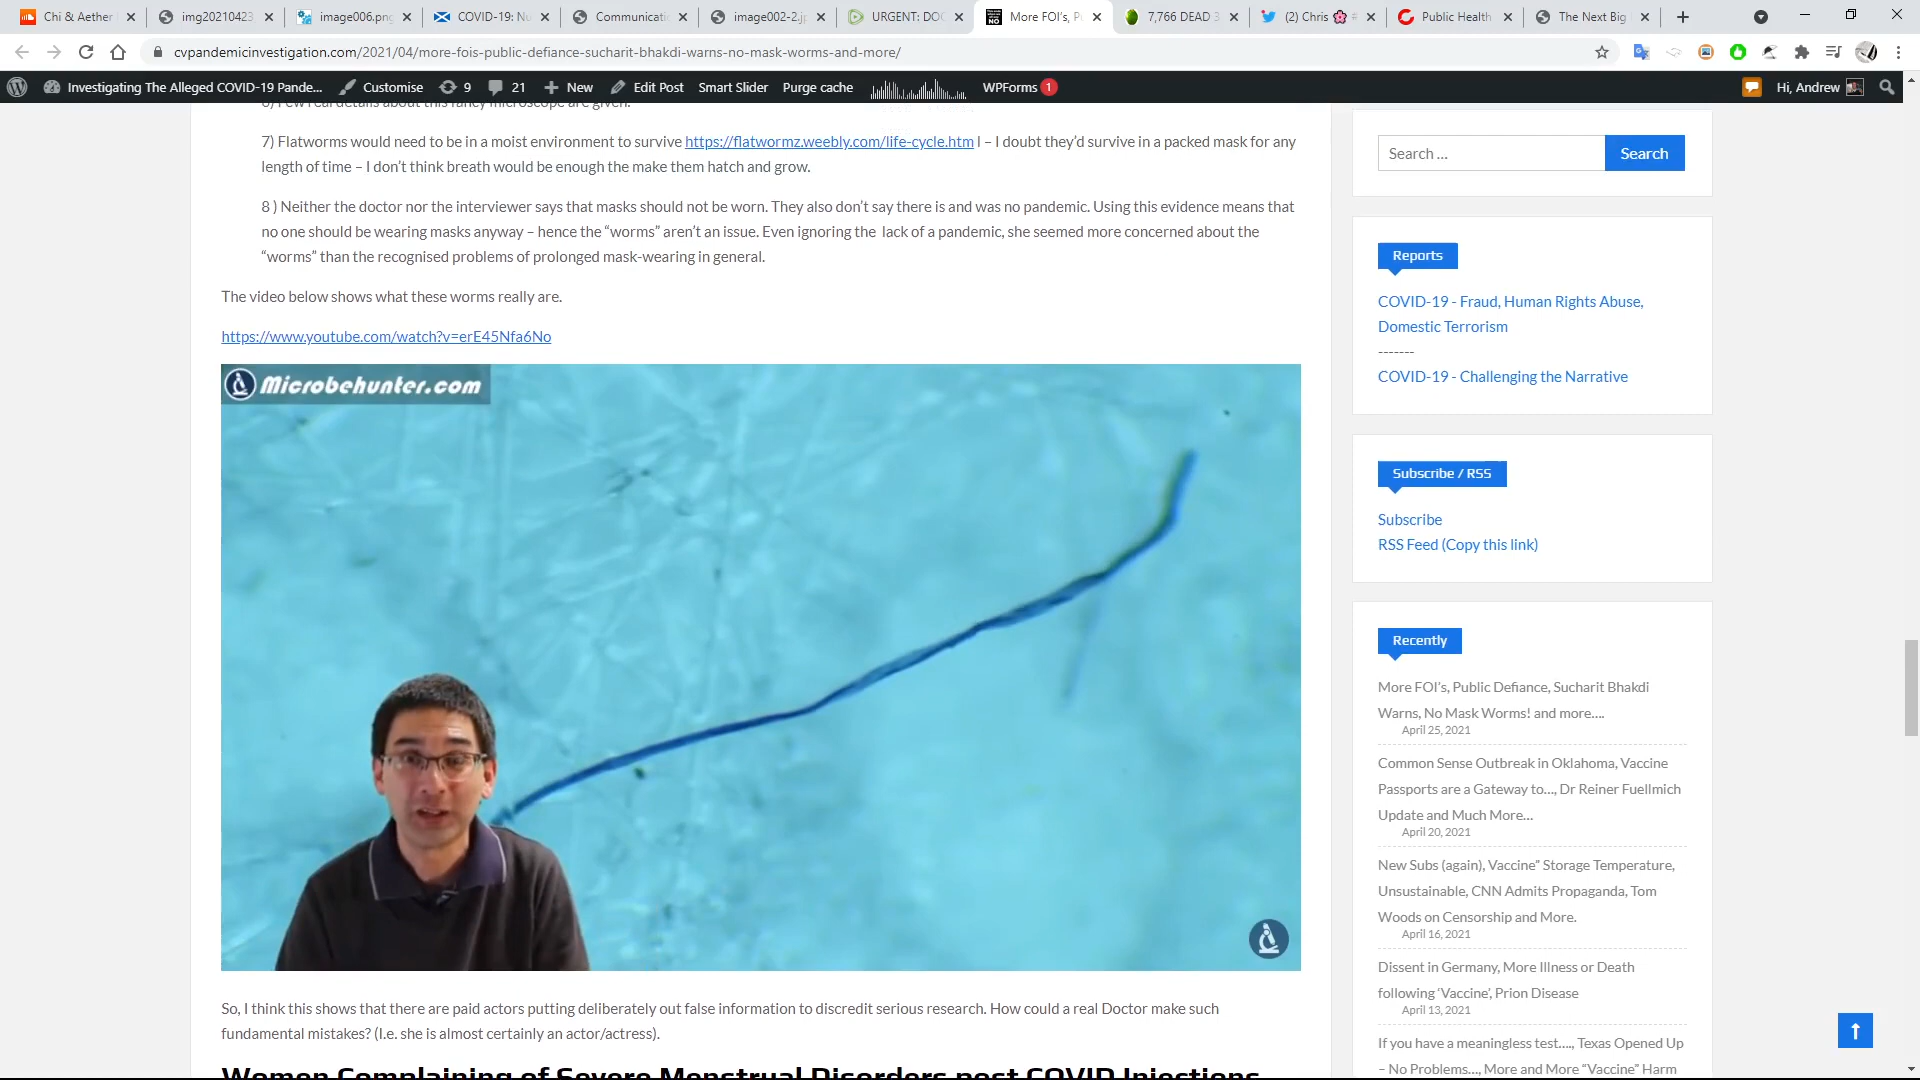 Chi & Aether
img20210423
image006.png
COVID-19: Nu
Communicatio
image002-2.j
URGENT: DOC
More FOI's, P
7,766 DEAD 3
(2) Chris
Public Health
The Next Big
cvpandemicinvestigation.com/2021/04/more-fois-public-defiance-sucharit-bhakdi-warns-no-mask-worms-and-more/
Investigating The Alleged COVID-19 Pande... Customise 9 21 New Edit Post Smart Slider Purge cache WPForms 1 Hi, Andrew
6) Few real details about this fancy microscope are given.
7) Flatworms would need to be in a moist environment to survive https://flatwormz.weebly.com/life-cycle.htm l – I doubt they’d survive in a packed mask for any
length of time – I don’t think breath would be enough the make them hatch and grow.
8 ) Neither the doctor nor the interviewer says that masks should not be worn. They also don’t say there is and was no pandemic. Using this evidence means that
no one should be wearing masks anyway – hence the “worms” aren’t an issue. Even ignoring the lack of a pandemic, she seemed more concerned about the
“worms” than the recognised problems of prolonged mask-wearing in general.
The video below shows what these worms really are.
https://www.youtube.com/watch?v=erE45Nfa6No
Microbehunter.com
So, I think this shows that there are paid actors putting deliberately out false information to discredit serious research. How could a real Doctor make such
fundamental mistakes? (I.e. she is almost certainly an actor/actress).
Women Complaining of Severe Menstrual Disorders post COVID Injections
Search ...
Search
Reports
COVID-19 - Fraud, Human Rights Abuse,
Domestic Terrorism
-------
COVID-19 - Challenging the Narrative
Subscribe / RSS
Subscribe
RSS Feed (Copy this link)
Recently
More FOI’s, Public Defiance, Sucharit Bhakdi
Warns, No Mask Worms! and more….
April 25, 2021
Common Sense Outbreak in Oklahoma, Vaccine
Passports are a Gateway to…, Dr Reiner Fuellmich
Update and Much More…
April 20, 2021
New Subs (again), Vaccine” Storage Temperature,
Unsustainable, CNN Admits Propaganda, Tom
Woods on Censorship and More.
April 16, 2021
Dissent in Germany, More Illness or Death
following ‘Vaccine’, Prion Disease
April 13, 2021
If you have a meaningless test…., Texas Opened Up
– No Problems…, More and More “Vaccine” Harm